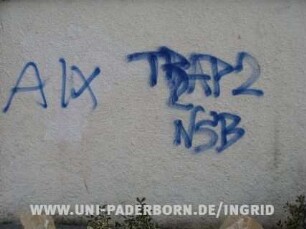 AIX TRAP2
2
NSB
WWW.UNI-PADERBORN.DE/INGRID